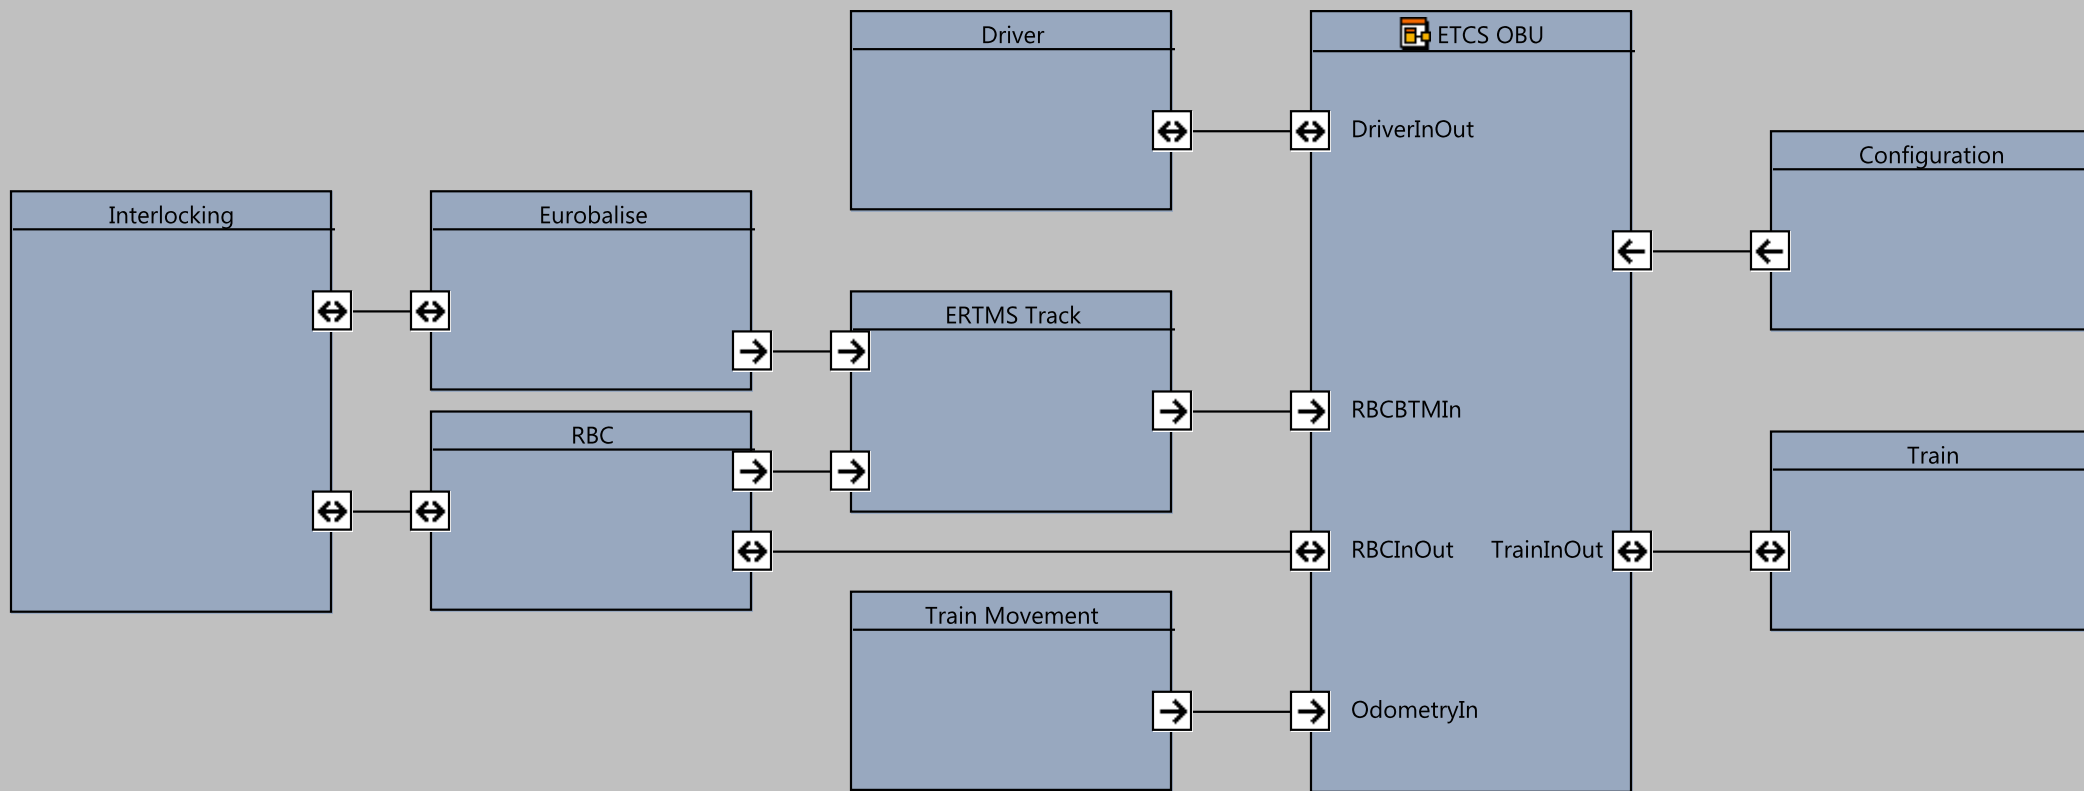 Driver
ETCS OBU
DriverInOut
Configuration
Interlocking
Eurobalise
ERTMS Track
RBCBTMIn
RBC
Train
RBCInOut
TrainInOut
Train Movement
OdometryIn